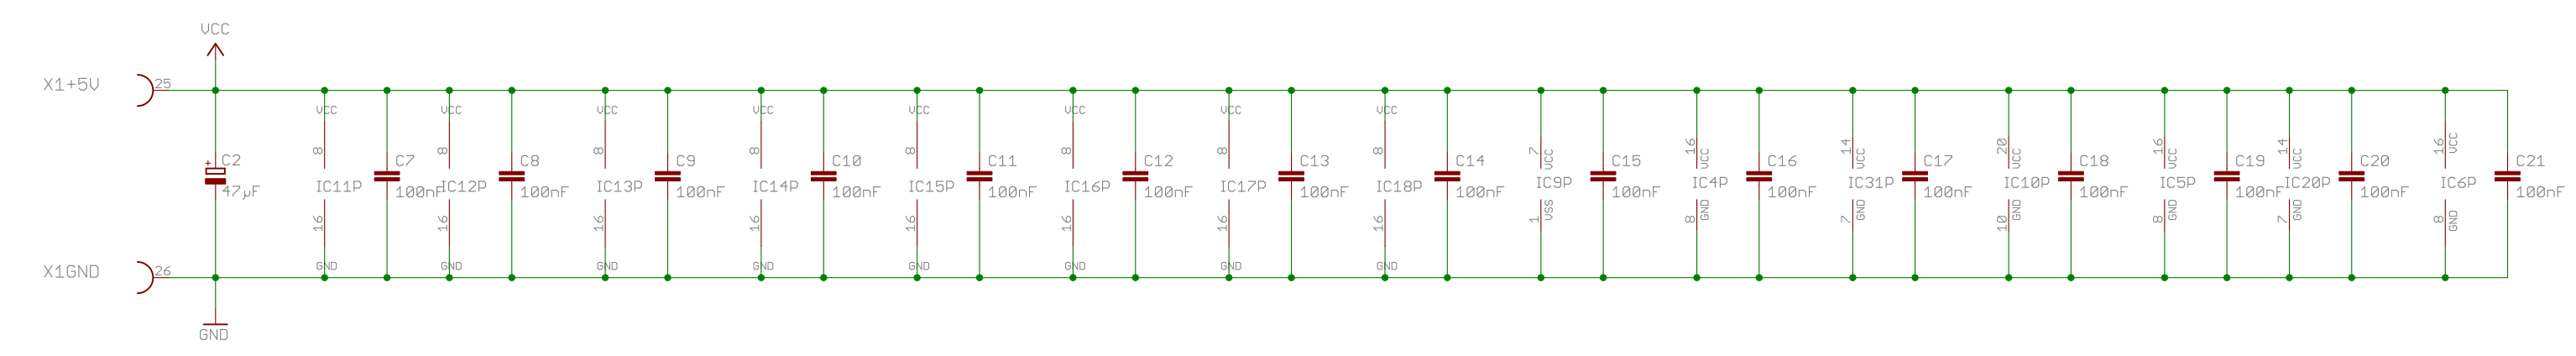 VCC
X1+5V 25
VCC VCC VCC VCC VCC VCC VCC VCC
8 8 8 8 8 8 8 8 7 VCC 16 VCC 14 VCC 20 VCC 16 VCC 14 VCC 16 VCC
+ C2 C7 C8 C9 C10 C11 C12 C13 C14 C15 C16 C17 C18 C19 C20 C21
IC11P IC12P IC13P IC14P IC15P IC16P IC17P IC18P IC9P IC4P IC31P IC10P IC5P IC20P IC6P
47µF 100nF 100nF 100nF 100nF 100nF 100nF 100nF 100nF 100nF 100nF 100nF 100nF 100nF 100nF 100nF
16 16 16 16 16 16 16 16 1 VSS 8 GND 7 GND 10 GND 8 GND 7 GND 8 GND
GND GND GND GND GND GND GND GND
X1GND 26
GND